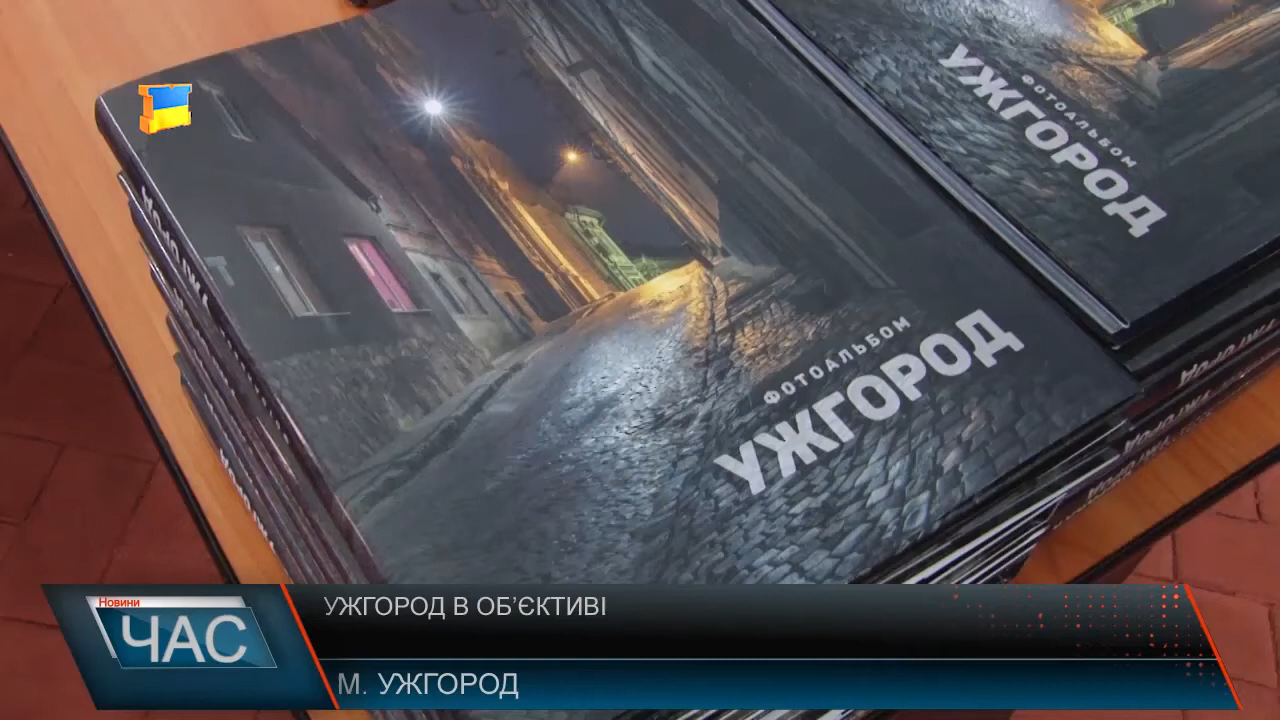 ФОТОАЛЬБОМ
УЖГОРОД
ФОТОАЛЬБОМ
УЖГОРОД
Новини
ЧАС
УЖГОРОД В ОБ’ЄКТИВІ
М. УЖГОРОД